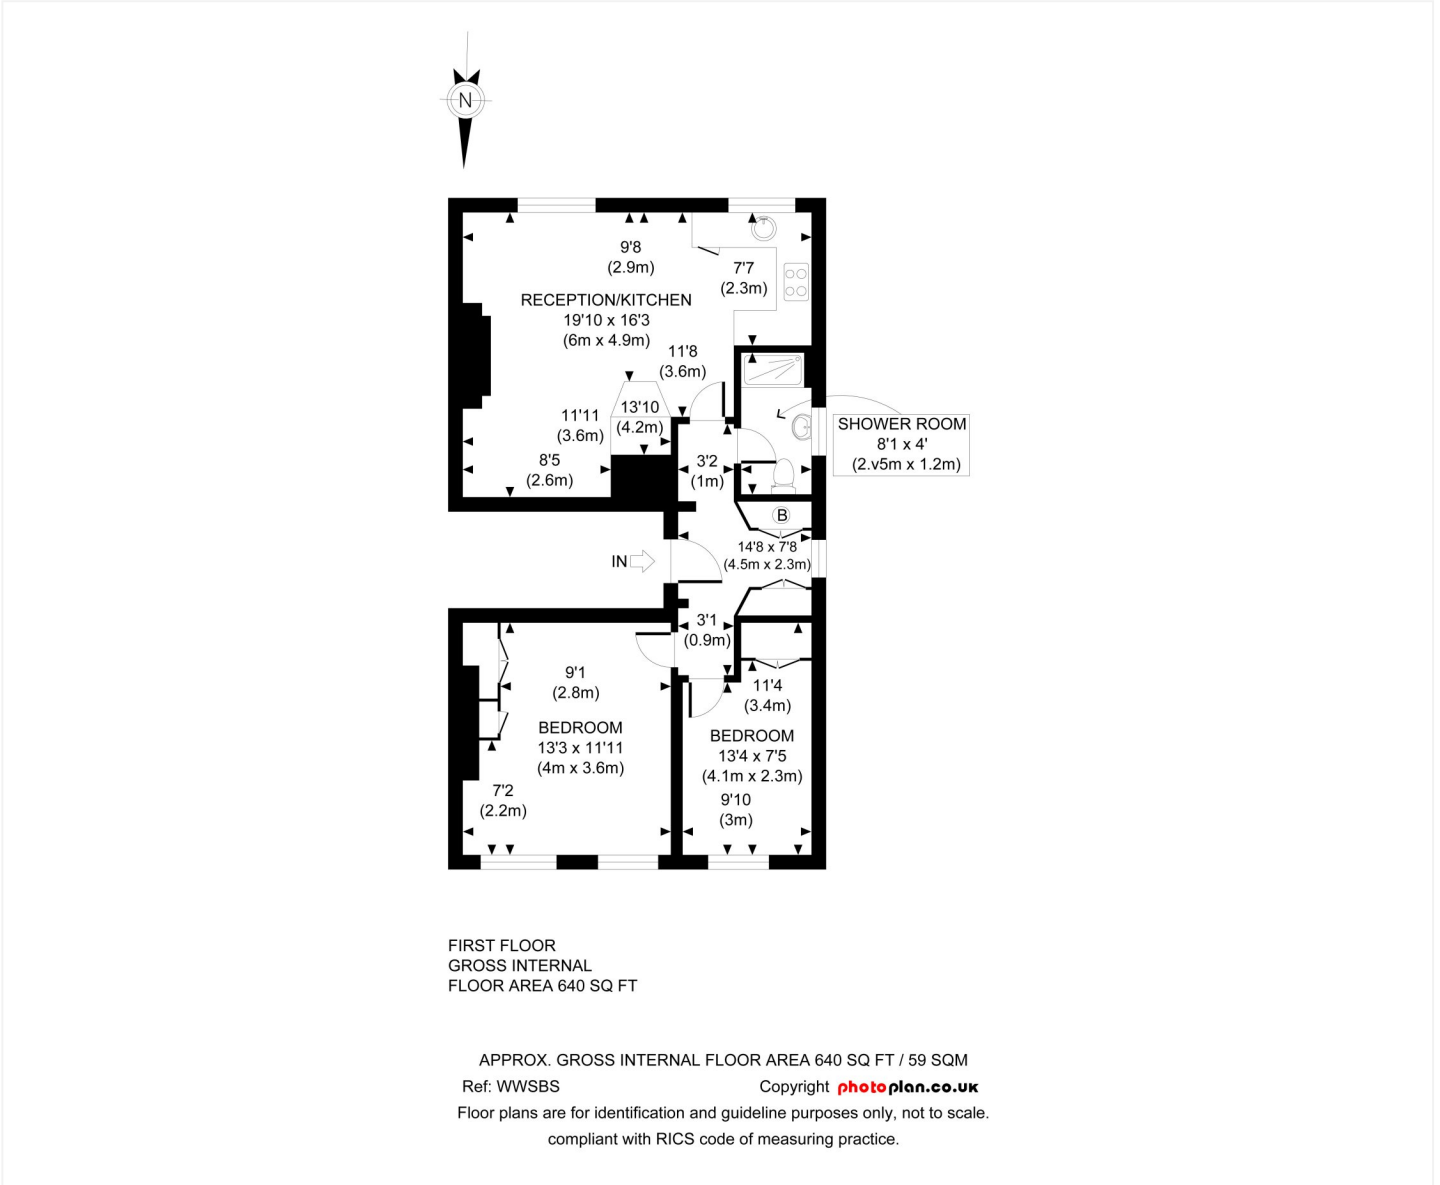 N
9'8
(2.9m)
7'7
(2.3m)
RECEPTION/KITCHEN
19'10 x 16'3
(6m x 4.9m)
11'8
(3.6m)
11'11
(3.6m)
13'10
(4.2m)
8'5
(2.6m)
3'2
(1m)
SHOWER ROOM
8'1 x 4'
(2.v5m x 1.2m)
B
IN
14'8 x 7'8
(4.5m x 2.3m)
3'1
(0.9m)
9'1
(2.8m)
BEDROOM
13'3 x 11'11
(4m x 3.6m)
7'2
(2.2m)
11'4
(3.4m)
BEDROOM
13'4 x 7'5
(4.1m x 2.3m)
9'10
(3m)
FIRST FLOOR
GROSS INTERNAL
FLOOR AREA 640 SQ FT
APPROX. GROSS INTERNAL FLOOR AREA 640 SQ FT / 59 SQM
Ref: WWSBS Copyright photoplan.co.uk
Floor plans are for identification and guideline purposes only, not to scale.
compliant with RICS code of measuring practice.